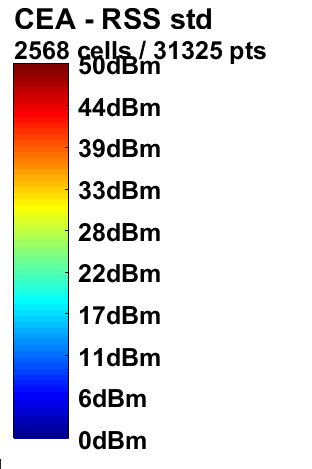 CEA - RSS std
2568 cells / 31325 pts
50dBm
44dBm
39dBm
33dBm
28dBm
22dBm
17dBm
11dBm
6dBm
0dBm